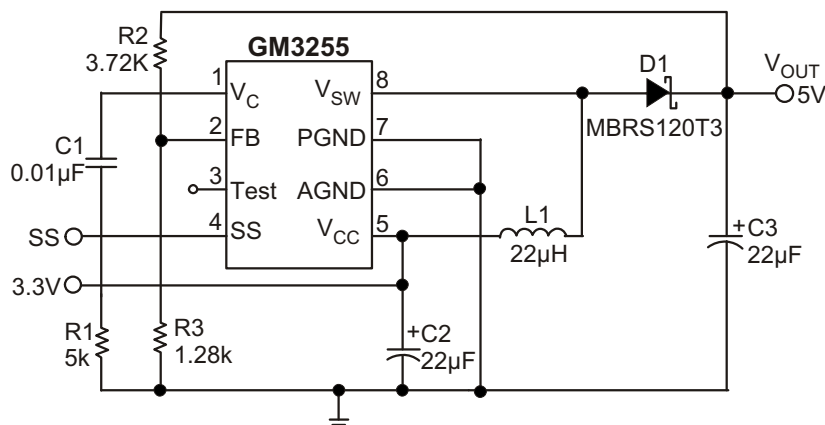 R2
3.72K
GM3255
D1
V_OUT
5V
1
V_C
V_SW
8
MBRS120T3
2
FB
PGND
7
C1
0.01µF
3
Test
AGND
6
SS
4
SS
V_CC
5
L1
22µH
+C3
22µF
3.3V
R1
5k
R3
1.28k
+C2
22µF